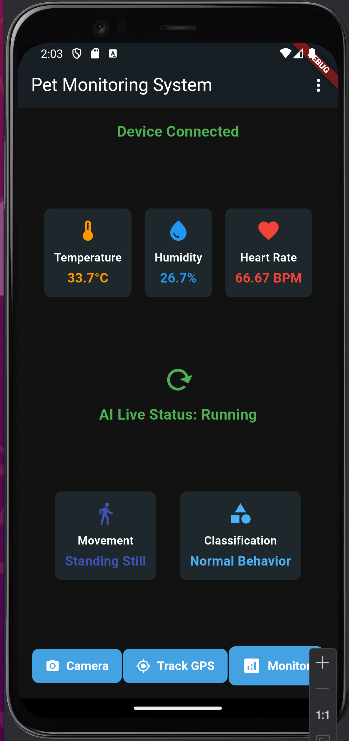 2:03
DEBUG
Pet Monitoring System
Device Connected
Temperature
33.7°C
Humidity
26.7%
Heart Rate
66.67 BPM
AI Live Status: Running
Movement
Standing Still
Classification
Normal Behavior
Camera
Track GPS
Monitor
1:1